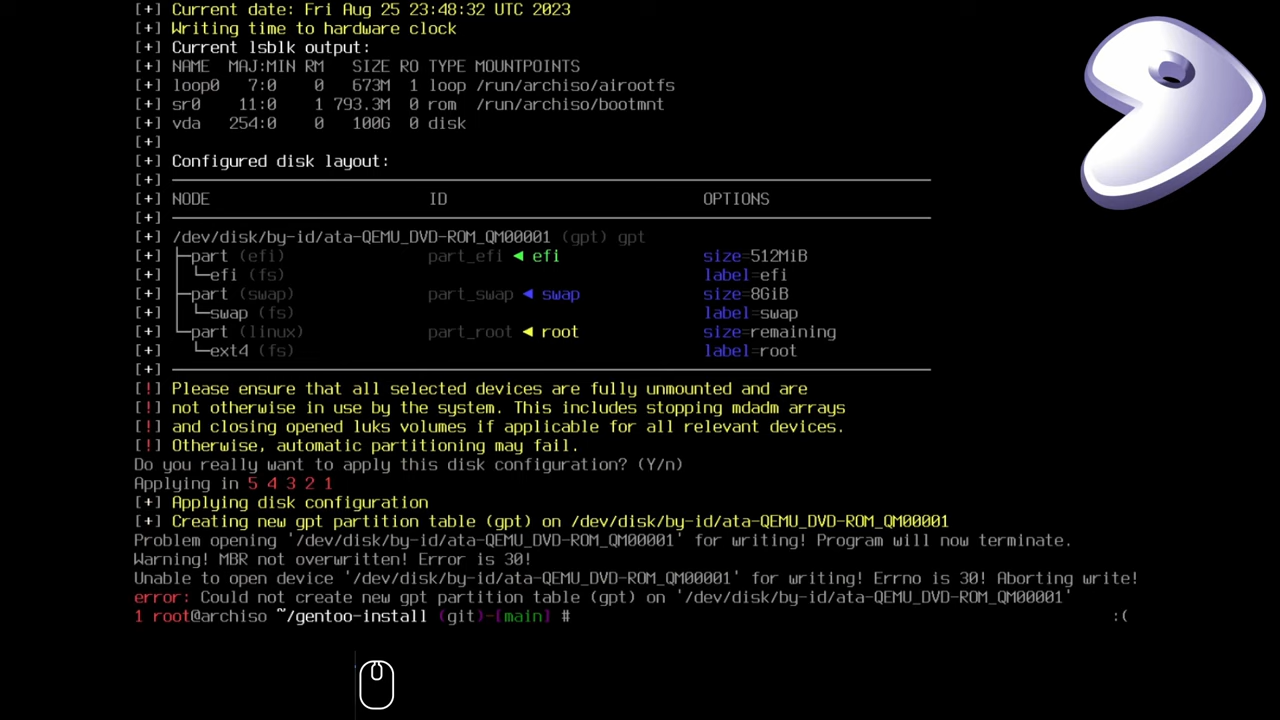 [+] Current date: Fri Aug 25 23:48:32 UTC 2023
[+] Writing time to hardware clock
[+] Current lsblk output:
[+] NAME  MAJ:MIN RM   SIZE RO TYPE MOUNTPOINTS
[+] loop0   7:0    0   673M  1 loop /run/archiso/airootfs
[+] sr0    11:0    1 793.3M  0 rom  /run/archiso/bootmnt
[+] vda   254:0    0   100G  0 disk
[+]
[+] Configured disk layout:
[+] ────────────────────────────────────────
[+] NODE ID OPTIONS
[+] ────────────────────────────────────────
[+] /dev/disk/by-id/ata-QEMU_DVD-ROM_QM00001 (gpt) gpt
[+] ├─part (efi) part_efi ◄ efi size=512MiB
[+] │ └─efi (fs) label=efi
[+] ├─part (swap) part_swap ◄ swap size=8GiB
[+] │ └─swap (fs) label=swap
[+] └─part (linux) part_root ◄ root size=remaining
[+]   └─ext4 (fs) label=root
[+] ────────────────────────────────────────
[!] Please ensure that all selected devices are fully unmounted and are
[!] not otherwise in use by the system. This includes stopping mdadm arrays
[!] and closing opened luks volumes if applicable for all relevant devices.
[!] Otherwise, automatic partitioning may fail.
Do you really want to apply this disk configuration? (Y/n)
Applying in 5 4 3 2 1
[+] Applying disk configuration
[+] Creating new gpt partition table (gpt) on /dev/disk/by-id/ata-QEMU_DVD-ROM_QM00001
Problem opening '/dev/disk/by-id/ata-QEMU_DVD-ROM_QM00001' for writing! Program will now terminate.
Warning! MBR not overwritten! Error is 30!
Unable to open device '/dev/disk/by-id/ata-QEMU_DVD-ROM_QM00001' for writing! Errno is 30! Aborting write!
error: Could not create new gpt partition table (gpt) on '/dev/disk/by-id/ata-QEMU_DVD-ROM_QM00001'
1 root@archiso ~/gentoo-install (git)-[main] # :(